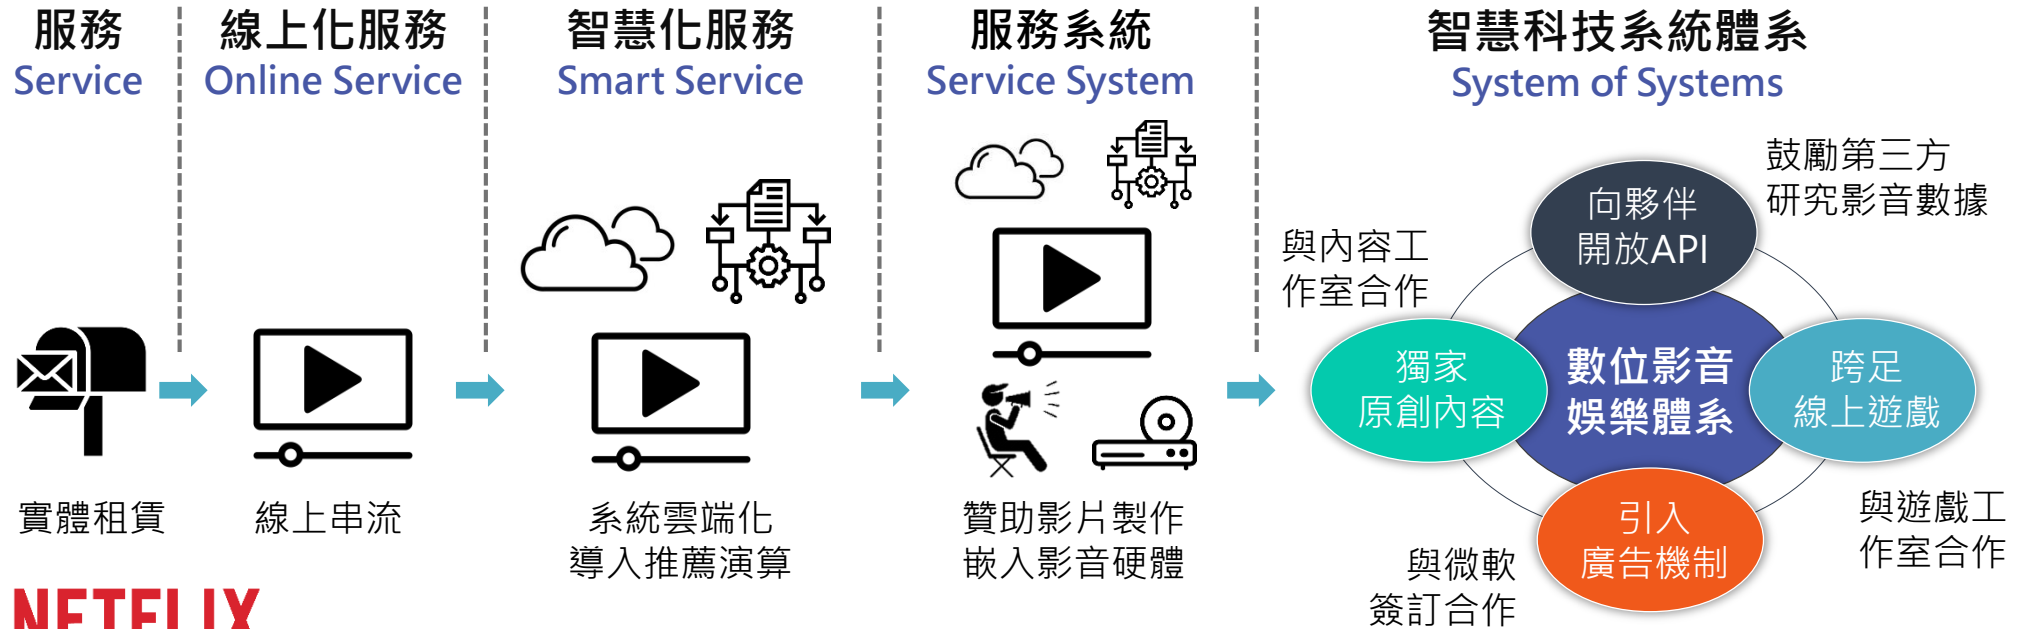 服務
Service
線上化服務
Online Service
智慧化服務
Smart Service
服務系統
Service System
智慧科技系統體系
System of Systems
實體租賃
線上串流
系統雲端化
導入推薦演算
贊助影片製作
嵌入影音硬體
鼓勵第三方
研究影音數據
向夥伴
開放API
與內容工
作室合作
獨家
原創內容
數位影音
娛樂體系
跨足
線上遊戲
引入
廣告機制
與遊戲工
作室合作
與微軟
簽訂合作
NETFLIX